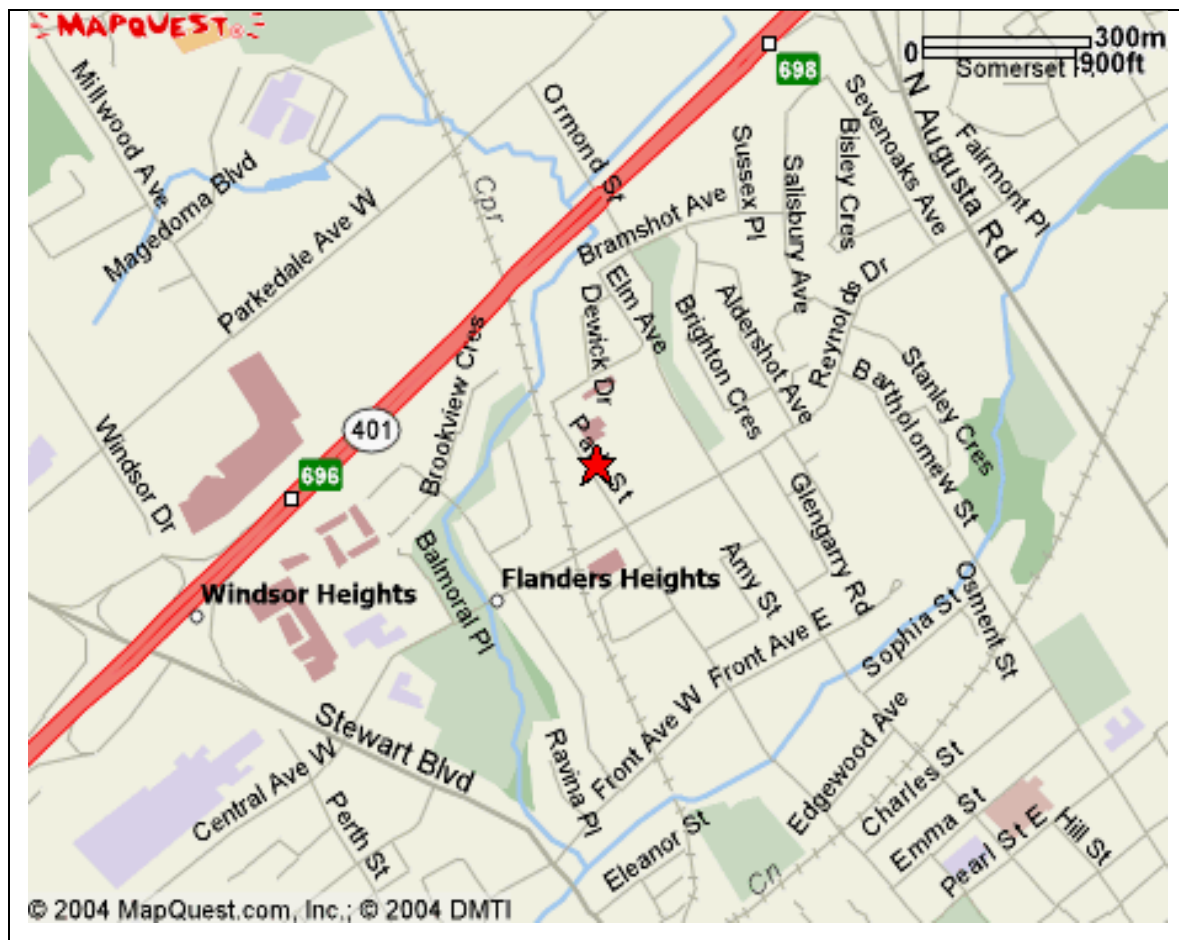 MAPQUEST®
300m
0
900ft
Somerset
698
Millwood Ave
Ormond St
N Augusta Rd
Sevenoaks Ave
Fairmont Pl
Bisley Cres
Sussex Pl
Salisbury Ave
Magedoma Blvd
Cpr
Bramshot Ave
Parkedale Ave W
Elm Ave
Dewick Dr
Reynolds Dr
Brighton Cres
Aldershot Ave
Brookview Cres
Stanley Cres
Bartholomew St
401
Windsor Dr
696
Glengarry Rd
Balmoral Pl
Flanders Heights
Windsor Heights
Amy St
Osment St
Sophia St
Front Ave E
Front Ave W
Stewart Blvd
Ravina Pl
Edgewood Ave
Central Ave W
Perth St
Charles St
Emma St
Hill St
Pearl St E
Eleanor St
Cn
© 2004 MapQuest.com, Inc.; © 2004 DMTI